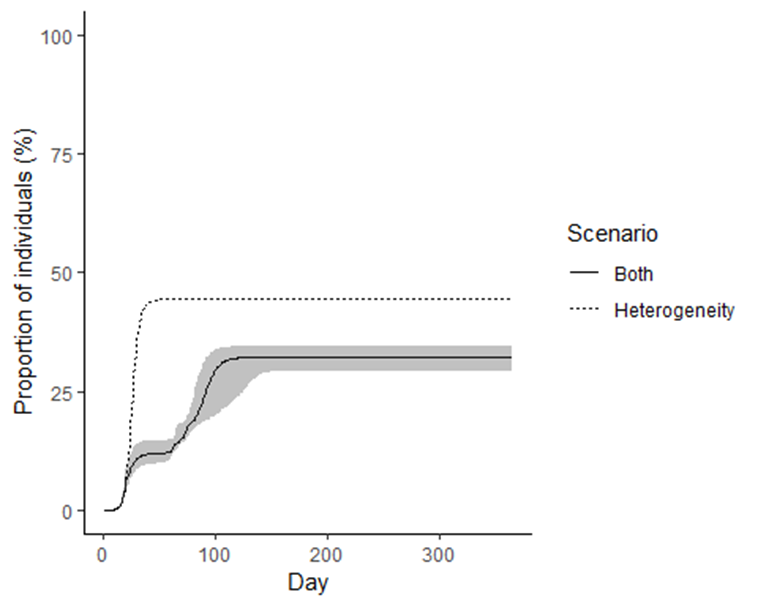 100
75
50
25
0
Proportion of individuals (%)
0 100 200 300
Day
Scenario
Both
Heterogeneity